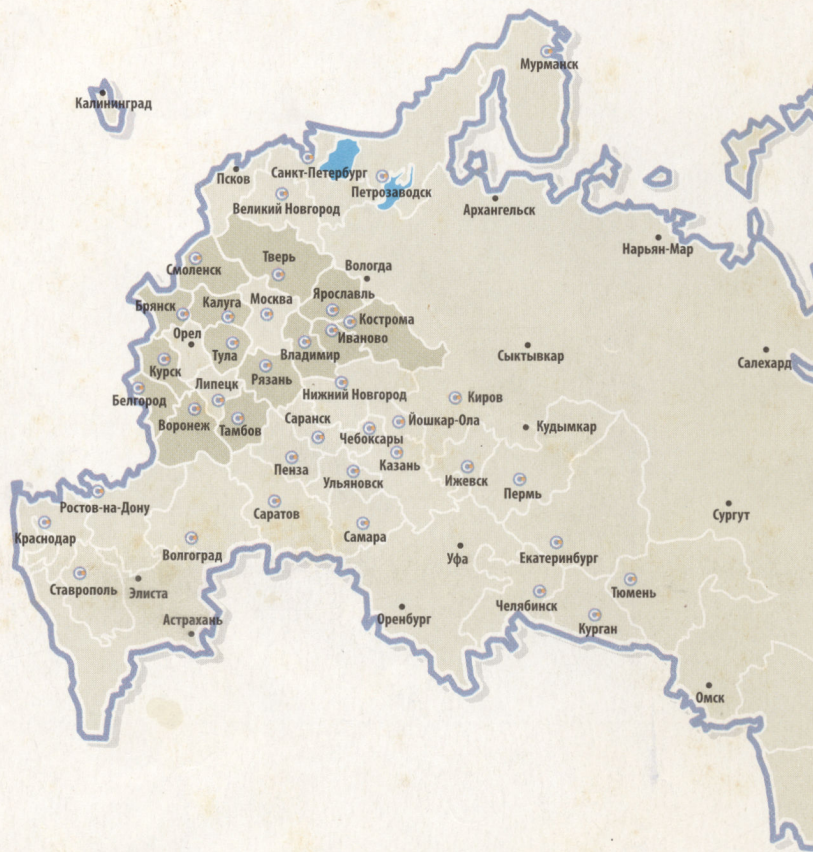 Мурманск
Калининград
Санкт-Петербург
Псков
Петрозаводск
Великий Новгород
Архангельск
Нарьян-Мар
Тверь
Смоленск
Вологда
Ярославль
Брянск
Калуга
Москва
Кострома
Орел
Иваново
Тула
Владимир
Сыктывкар
Салехард
Курск
Рязань
Липецк
Нижний Новгород
Белгород
Киров
Воронеж
Тамбов
Саранск
Йошкар-Ола
Кудымкар
Чебоксары
Пенза
Казань
Ульяновск
Ижевск
Пермь
Ростов-на-Дону
Саратов
Сургут
Краснодар
Самара
Волгоград
Уфа
Екатеринбург
Ставрополь
Элиста
Челябинск
Тюмень
Астрахань
Оренбург
Курган
Омск